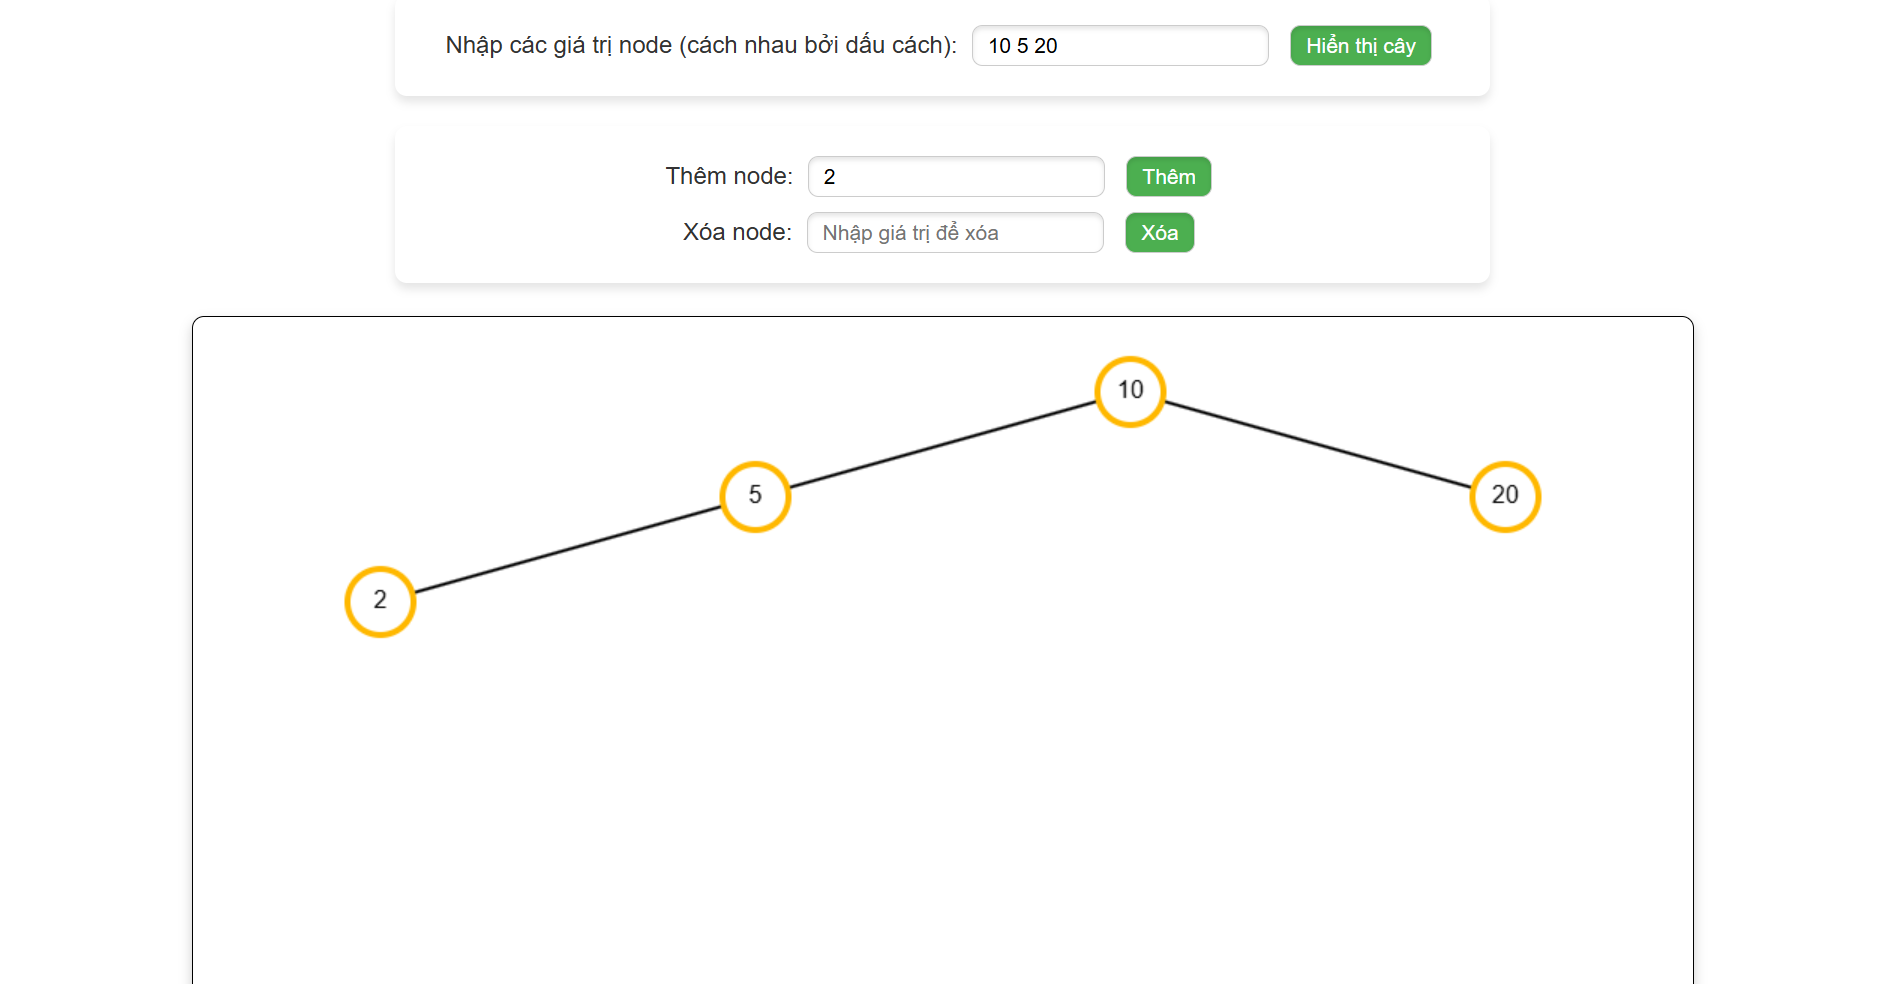 Nhập các giá trị node (cách nhau bởi dấu cách): 10 5 20 Hiển thị cây
Thêm node: 2 Thêm
Xóa node: Nhập giá trị để xóa Xóa
10
5
20
2